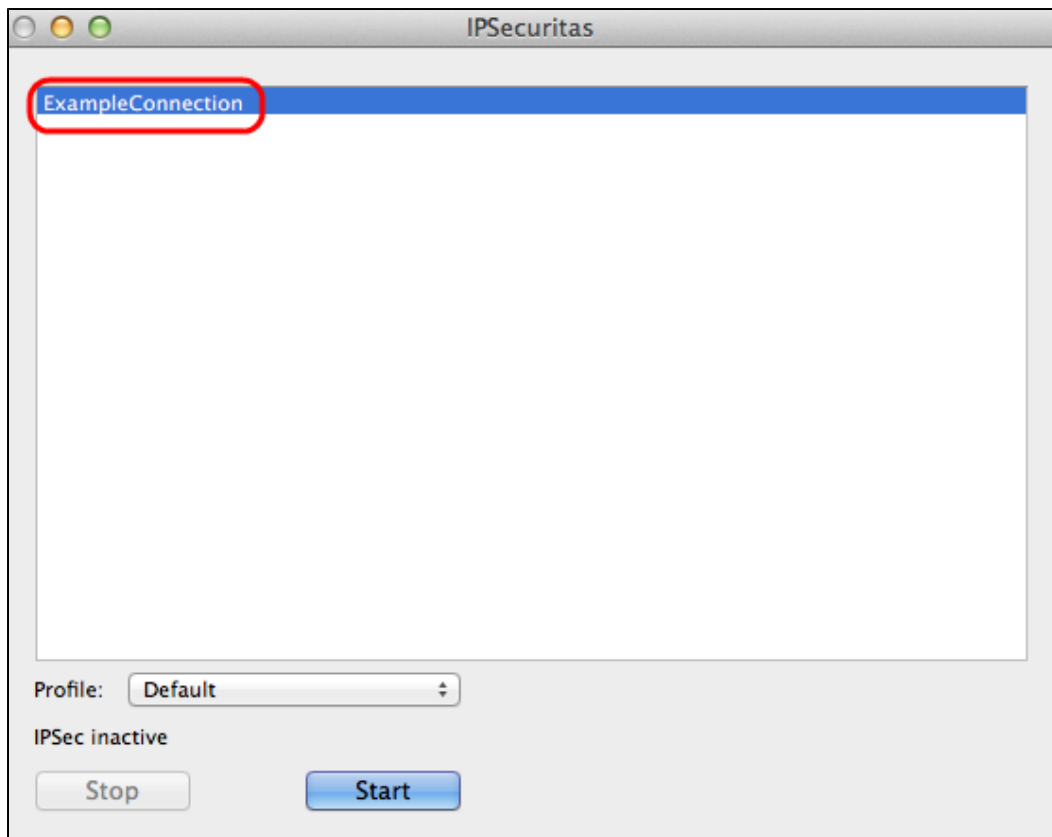 IPSecuritas
ExampleConnection
Profile: Default
IPSec inactive
Stop Start